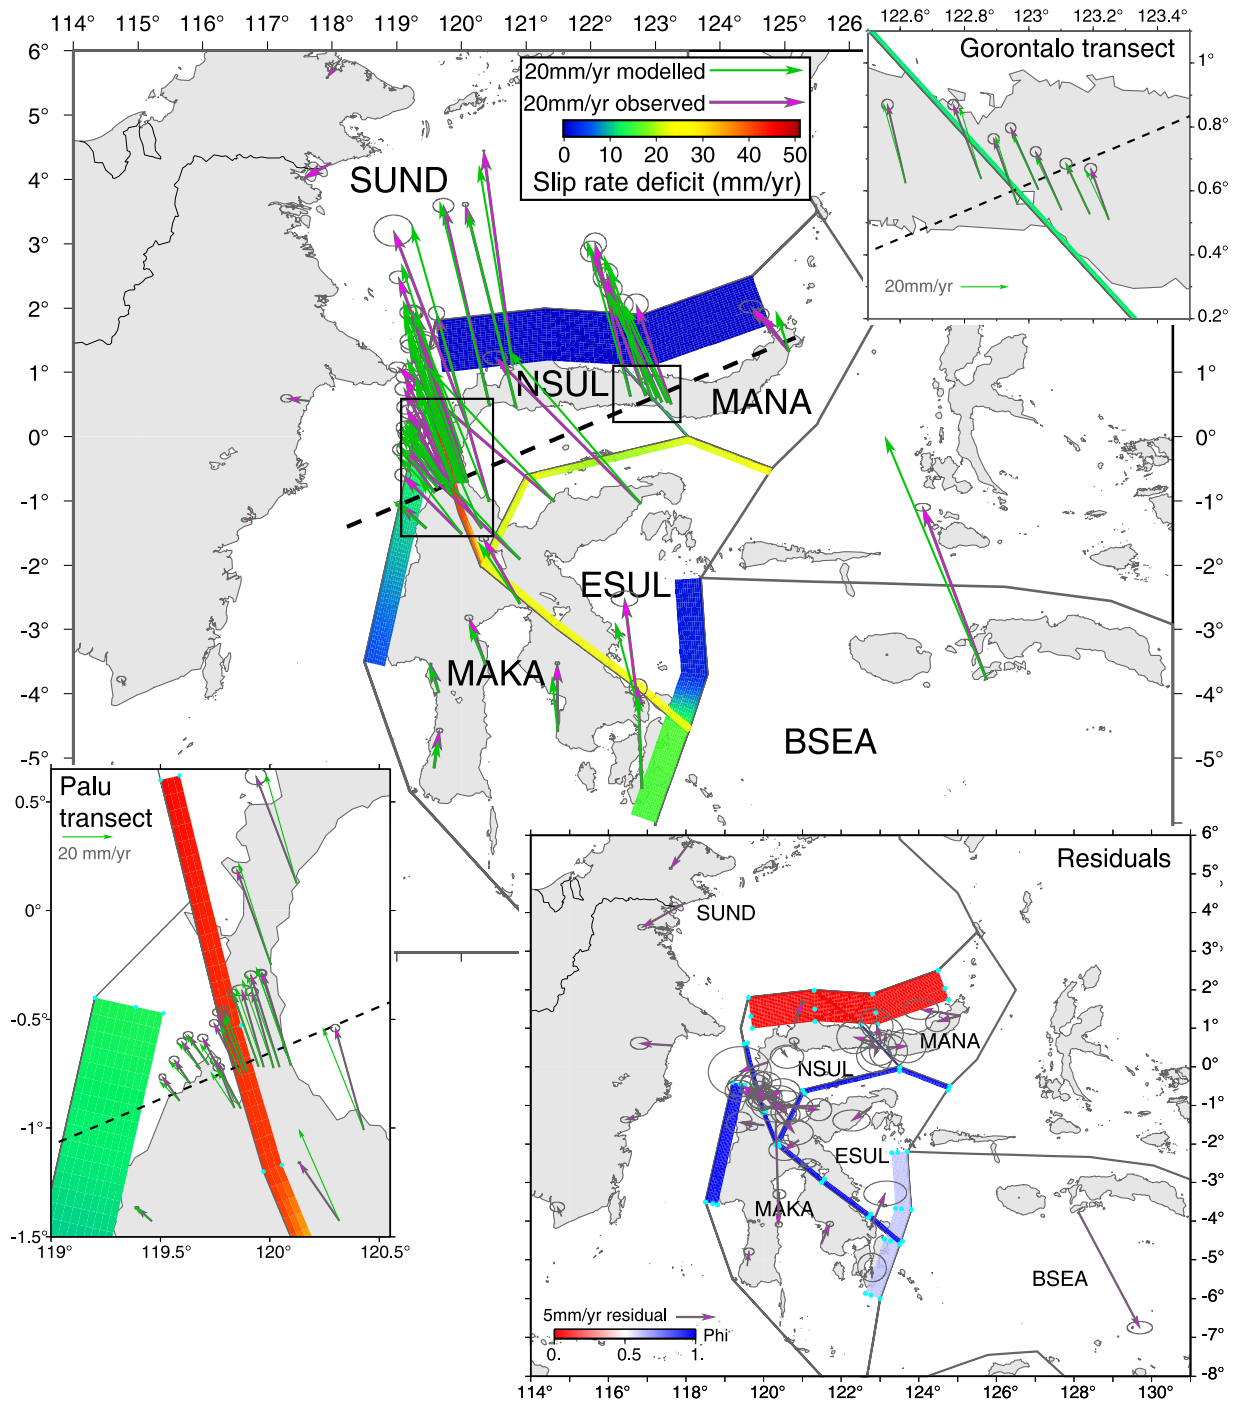 114° 115° 116° 117° 118° 119° 120° 121° 122° 123° 124° 125° 126°
122.6° 122.8° 123° 123.2° 123.4°
6°
5°
4°
3°
2°
1°
0°
-1°
-2°
-3°
-4°
-5°
20mm/yr modelled
20mm/yr observed
0 10 20 30 40 50
Slip rate deficit (mm/yr)
Gorontalo transect
1°
0.8°
0.6°
0.4°
0.2°
20mm/yr
SUND
NSUL
MANA
ESUL
MAKA
BSEA
1°
0°
-1°
-2°
-3°
-4°
-5°
Palu
transect
20 mm/yr
0.5°
0°
-0.5°
-1°
-1.5°
119° 119.5° 120° 120.5°
Residuals
SUND
MANA
NSUL
ESUL
MAKA
BSEA
5mm/yr residual
Phi
0. 0.5 1.
6°
5°
4°
3°
2°
1°
0°
-1°
-2°
-3°
-4°
-5°
-6°
-7°
-8°
114° 116° 118° 120° 122° 124° 126° 128° 130°